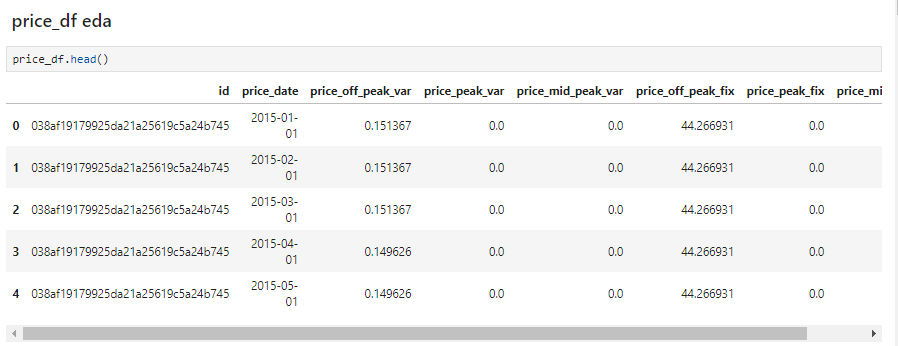 price_df eda
price_df.head()
id price_date price_off_peak_var price_peak_var price_mid_peak_var price_off_peak_fix price_peak_fix price_mi
0 038af19179925da21a25619c5a24b745 2015-01-01 0.151367 0.0 0.0 44.266931 0.0
1 038af19179925da21a25619c5a24b745 2015-02-01 0.151367 0.0 0.0 44.266931 0.0
2 038af19179925da21a25619c5a24b745 2015-03-01 0.151367 0.0 0.0 44.266931 0.0
3 038af19179925da21a25619c5a24b745 2015-04-01 0.149626 0.0 0.0 44.266931 0.0
4 038af19179925da21a25619c5a24b745 2015-05-01 0.149626 0.0 0.0 44.266931 0.0